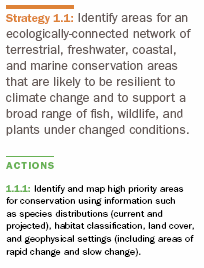 Strategy 1.1: Identify areas for an
ecologically-connected network of
terrestrial, freshwater, coastal,
and marine conservation areas
that are likely to be resilient to
climate change and to support a
broad range of fish, wildlife, and
plants under changed conditions.
ACTIONS
1.1.1: Identify and map high priority areas
for conservation using information such
as species distributions (current and
projected), habitat classification, land cover,
and geophysical settings (including areas of
rapid change and slow change).